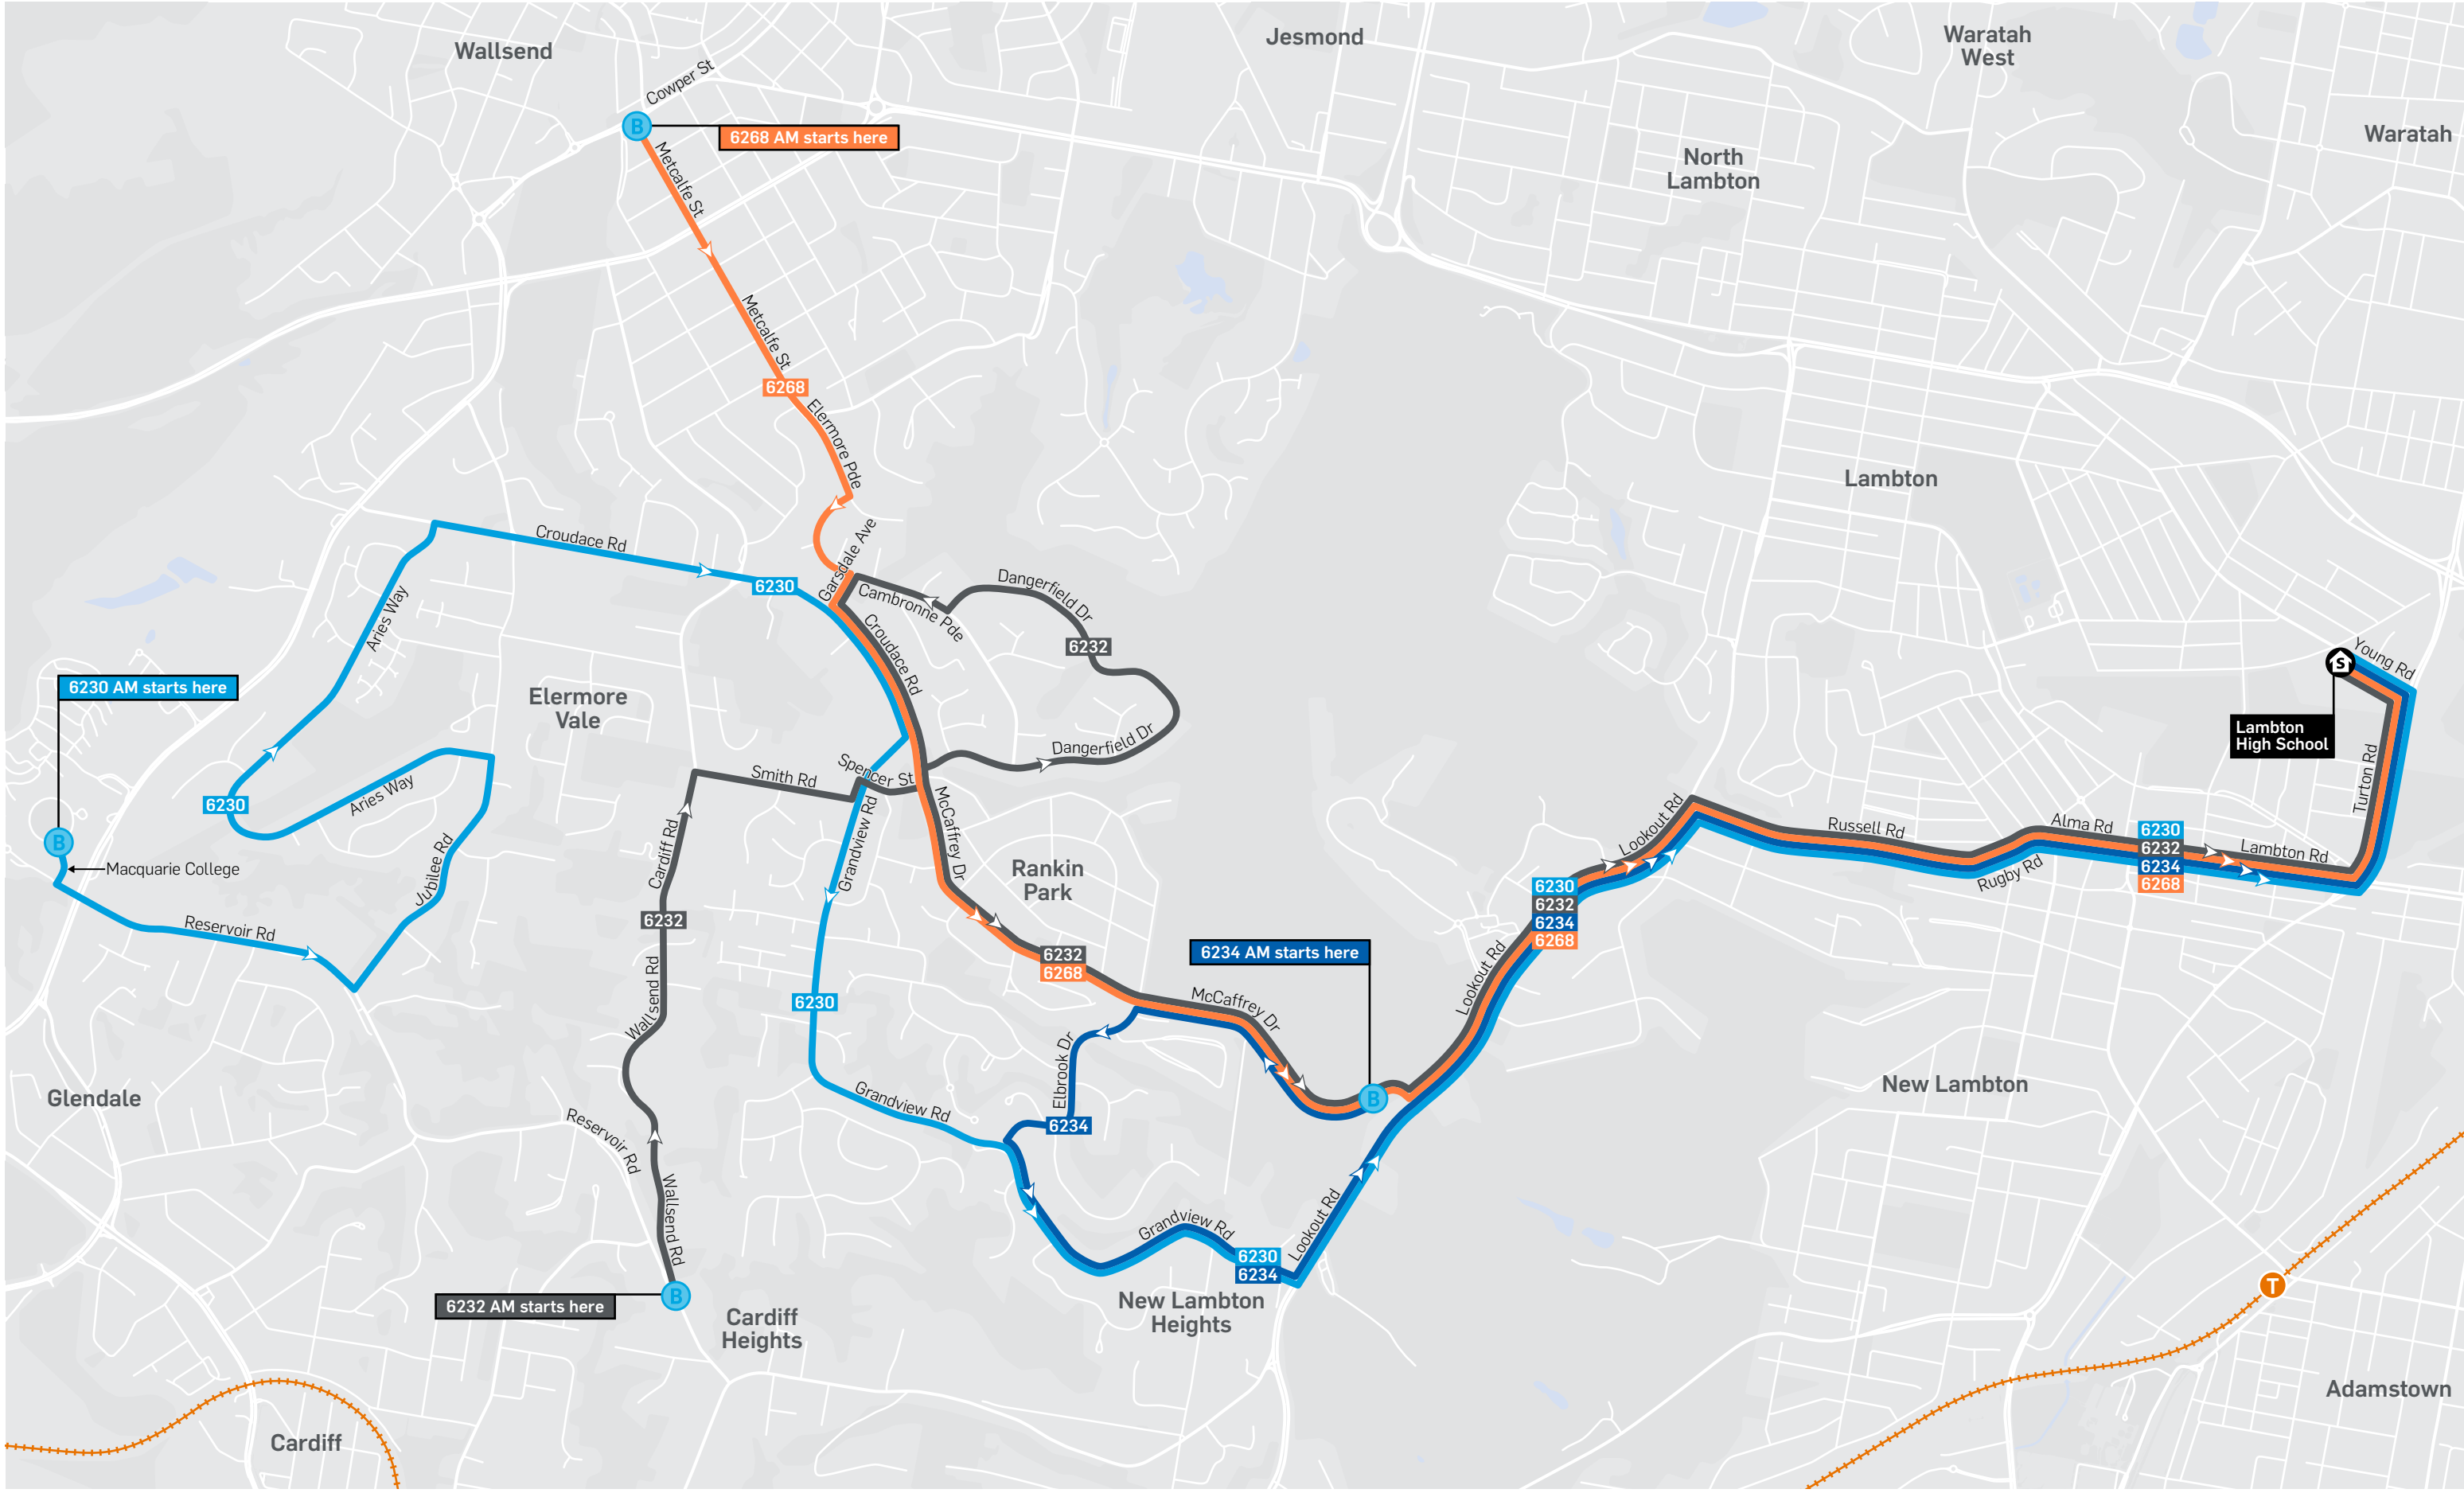 Wallsend
Jesmond
Waratah
West
Waratah
Cowper St
B
6268 AM starts here
Metcalfe St
North
Lambton
Metcalfe St
6268
Elermore Pde
Lambton
Croudace Rd
6230
Garsdale Ave
Cambronne Pde
Dangerfield Dr
6232
Croudace Rd
Aries Way
Young Rd
S
Lambton
High School
6230 AM starts here
Elermore
Vale
Dangerfield Dr
Spencer St
Smith Rd
Turton Rd
6230
Aries Way
B
Macquarie College
Jubilee Rd
Cardiff Rd
Grandview Rd
McCaffrey Dr
Rankin
Park
Lookout Rd
Russell Rd
Alma Rd
Rugby Rd
Lambton Rd
6230
6232
6234
6268
6230
6232
6234
6268
Reservoir Rd
6232
Wallsend Rd
6232
6268
6234 AM starts here
Lookout Rd
6230
McCaffrey Dr
Elbrook Dr
B
Glendale
Grandview Rd
6234
New Lambton
Reservoir Rd
Wallsend Rd
Grandview Rd
Lookout Rd
6230
6234
6232 AM starts here
B
Cardiff
Heights
New Lambton
Heights
T
Adamstown
Cardiff